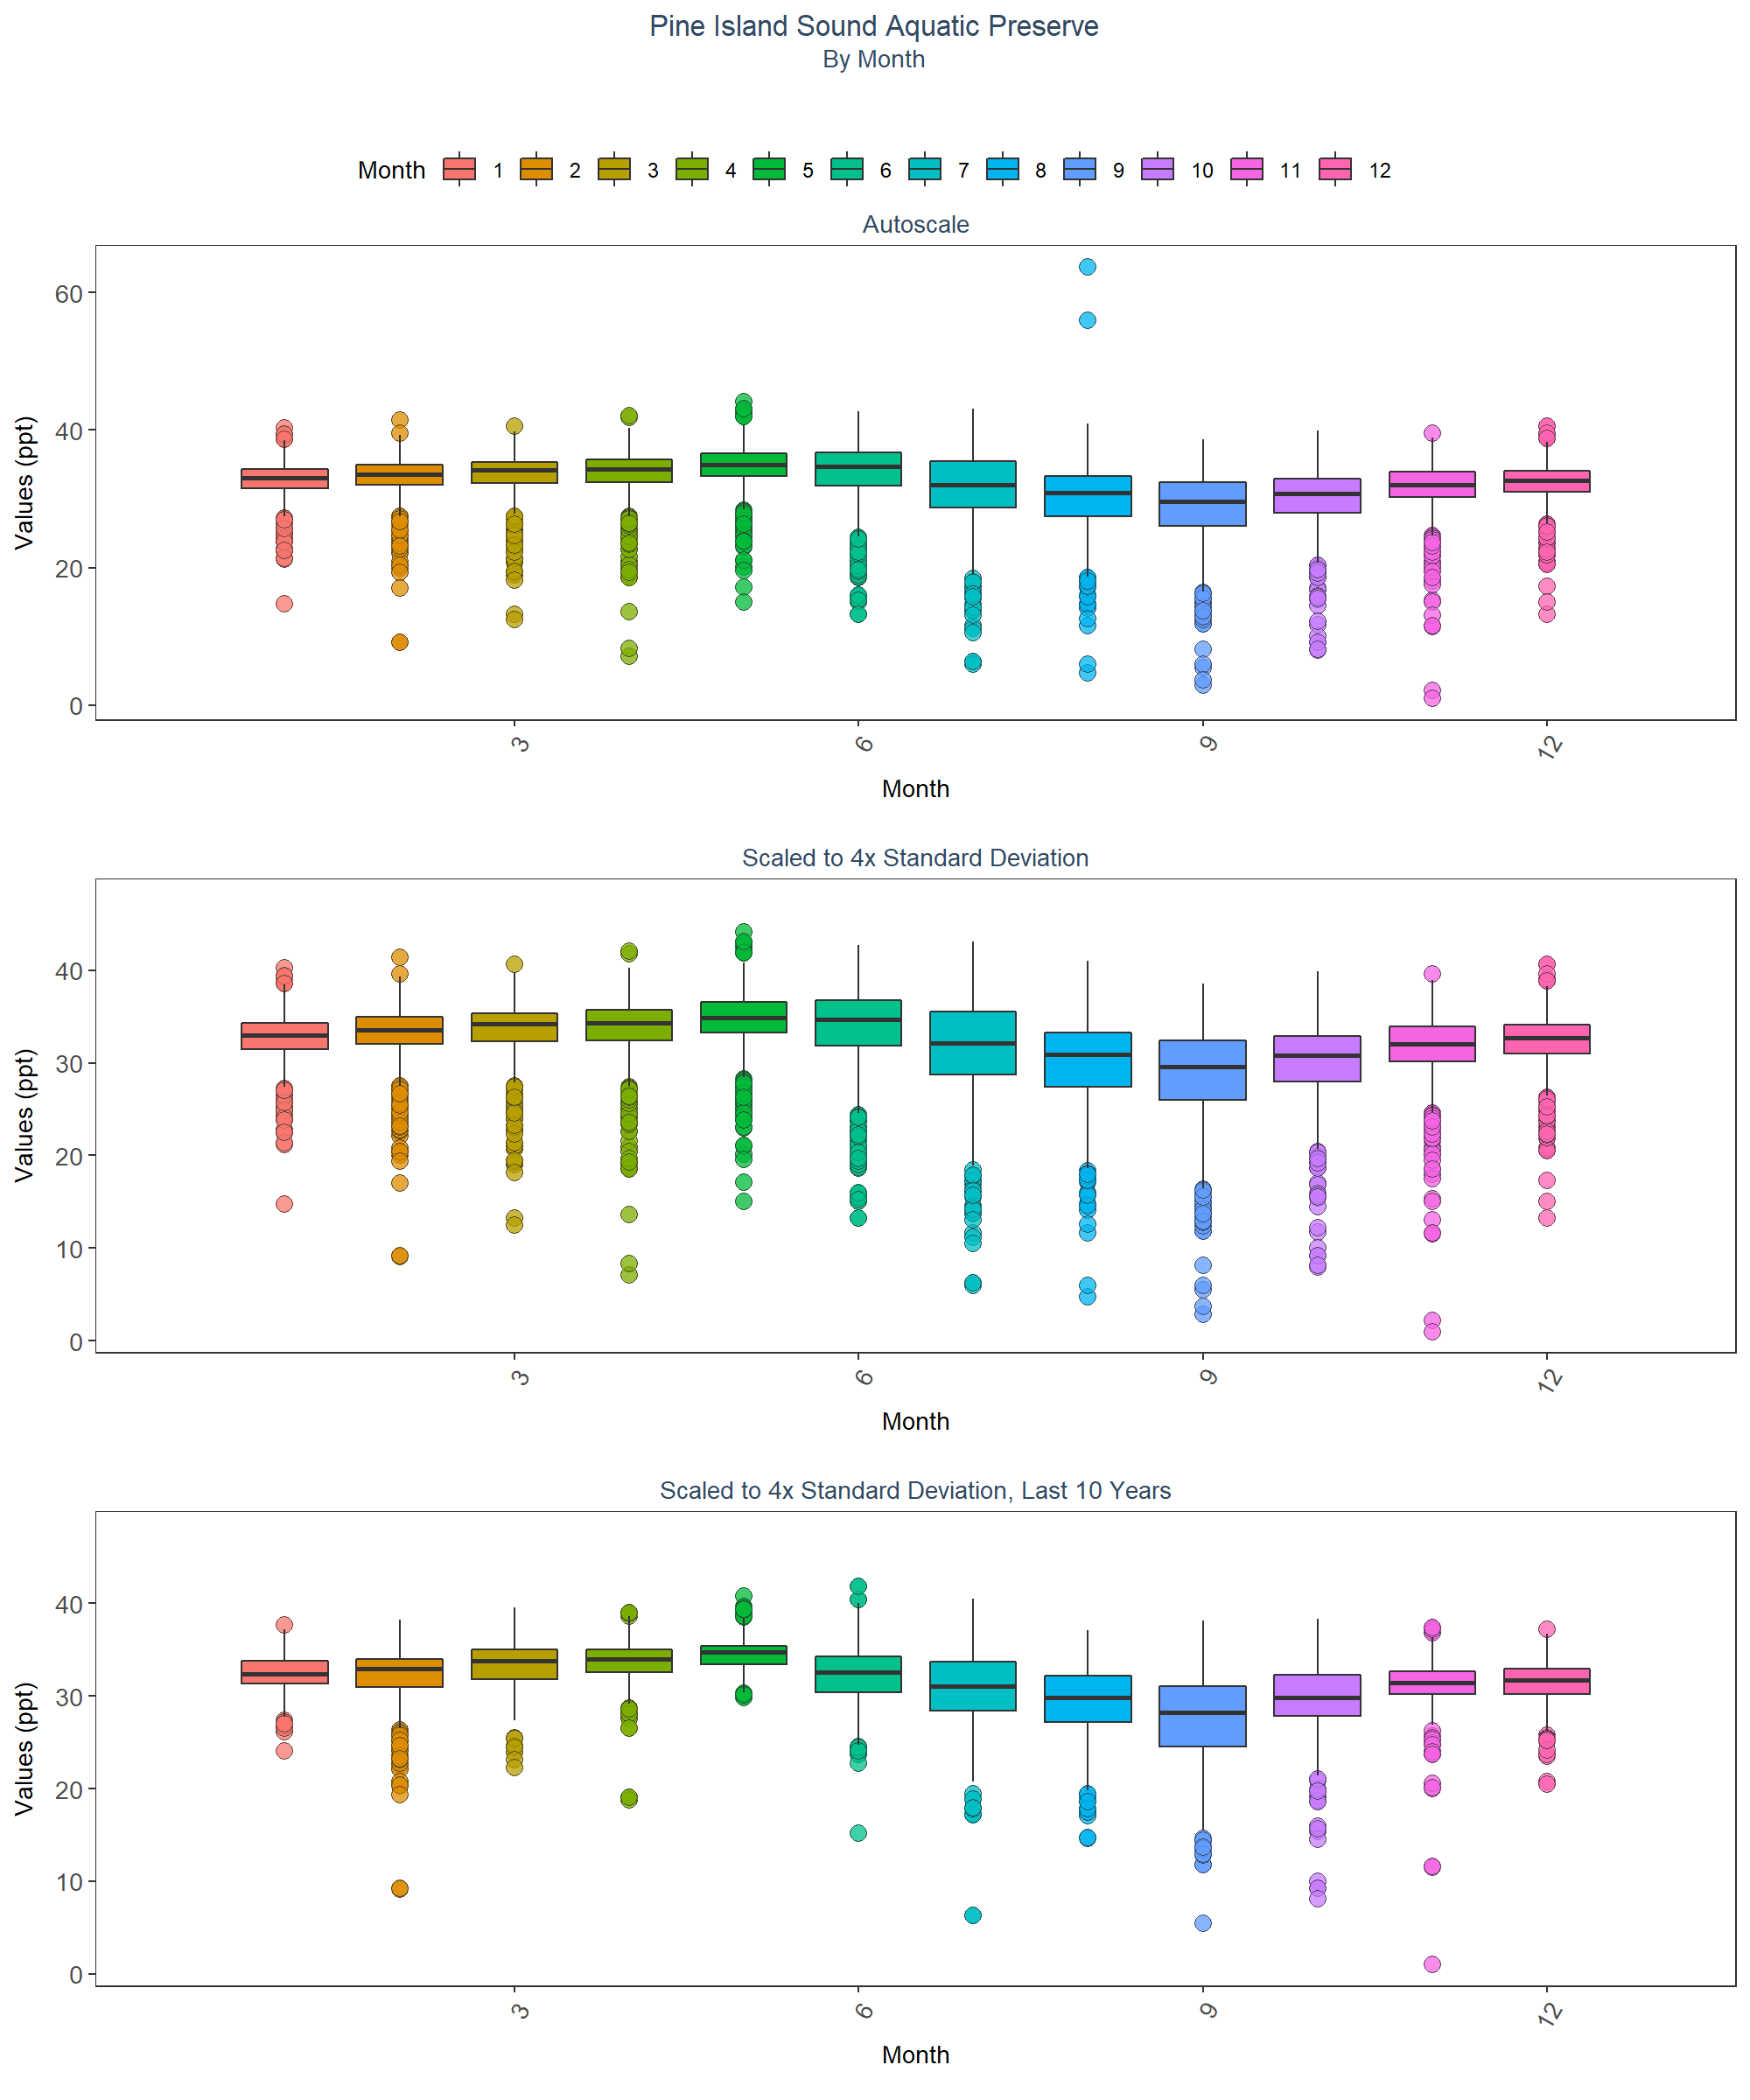 Pine Island Sound Aquatic Preserve
By Month
Month 1 2 3 4 5 6 7 8 9 10 11 12
Autoscale
Values (ppt)
60
40
20
0
3 6 9 12
Month
Scaled to 4x Standard Deviation
Values (ppt)
40
30
20
10
0
3 6 9 12
Month
Scaled to 4x Standard Deviation, Last 10 Years
Values (ppt)
40
30
20
10
0
3 6 9 12
Month